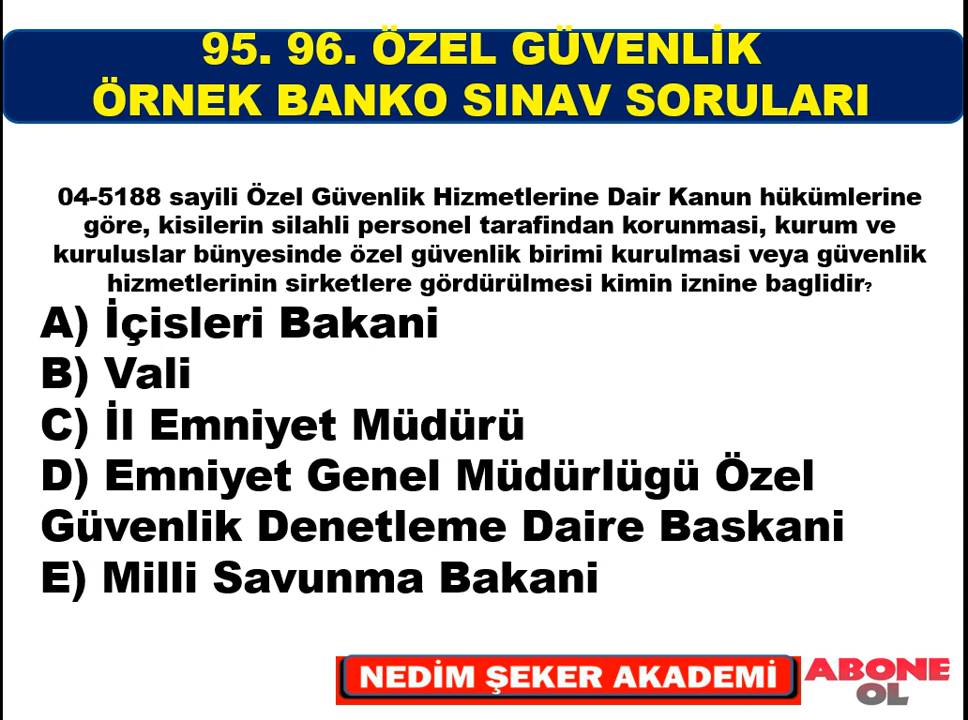 95. 96. ÖZEL GÜVENLİK
ÖRNEK BANKO SINAV SORULARI
04-5188 sayili Özel Güvenlik Hizmetlerine Dair Kanun hükümlerine
göre, kisilerin silahli personel tarafindan korunmasi, kurum ve
kuruluslar bünyesinde özel güvenlik birimi kurulmasi veya güvenlik
hizmetlerinin sirketlere gördürülmesi kimin iznine baglidir?
A) İçisleri Bakani
B) Vali
C) İl Emniyet Müdürü
D) Emniyet Genel Müdürlügü Özel
Güvenlik Denetleme Daire Baskani
E) Milli Savunma Bakani
NEDİM ŞEKER AKADEMİ
ABONE
OL